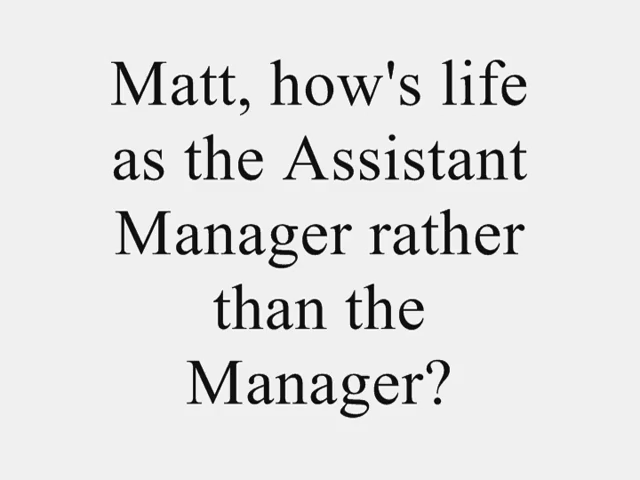 Matt, how's life
as the Assistant
Manager rather
than the
Manager?